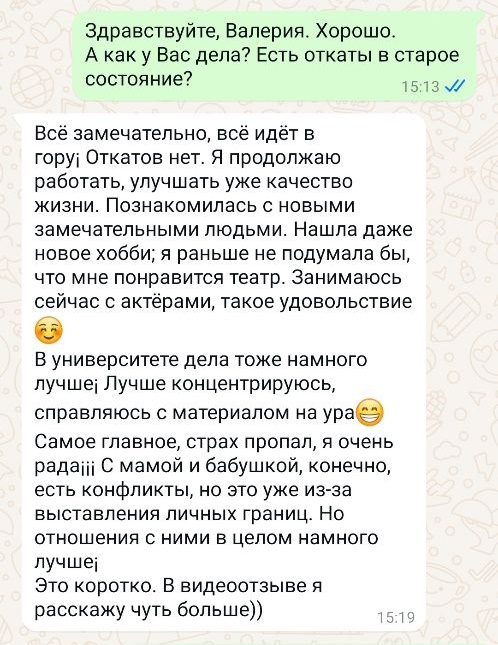 Здравствуйте, Валерия. Хорошо.
А как у Вас дела? Есть откаты в старое
состояние?
15:13
Всё замечательно, всё идёт в
гору¡ Откатов нет. Я продолжаю
работать, улучшать уже качество
жизни. Познакомилась с новыми
замечательными людьми. Нашла даже
новое хобби; я раньше не подумала бы,
что мне понравится театр. Занимаюсь
сейчас с актёрами, такое удовольствие
☺️
В университете дела тоже намного
лучше¡ Лучше концентрируюсь,
справляюсь с материалом на ура😁
Самое главное, страх пропал, я очень
рада¡¡¡ С мамой и бабушкой, конечно,
есть конфликты, но это уже из-за
выставления личных границ. Но
отношения с ними в целом намного
лучше¡
Это коротко. В видеоотзыве я
расскажу чуть больше))
15:19